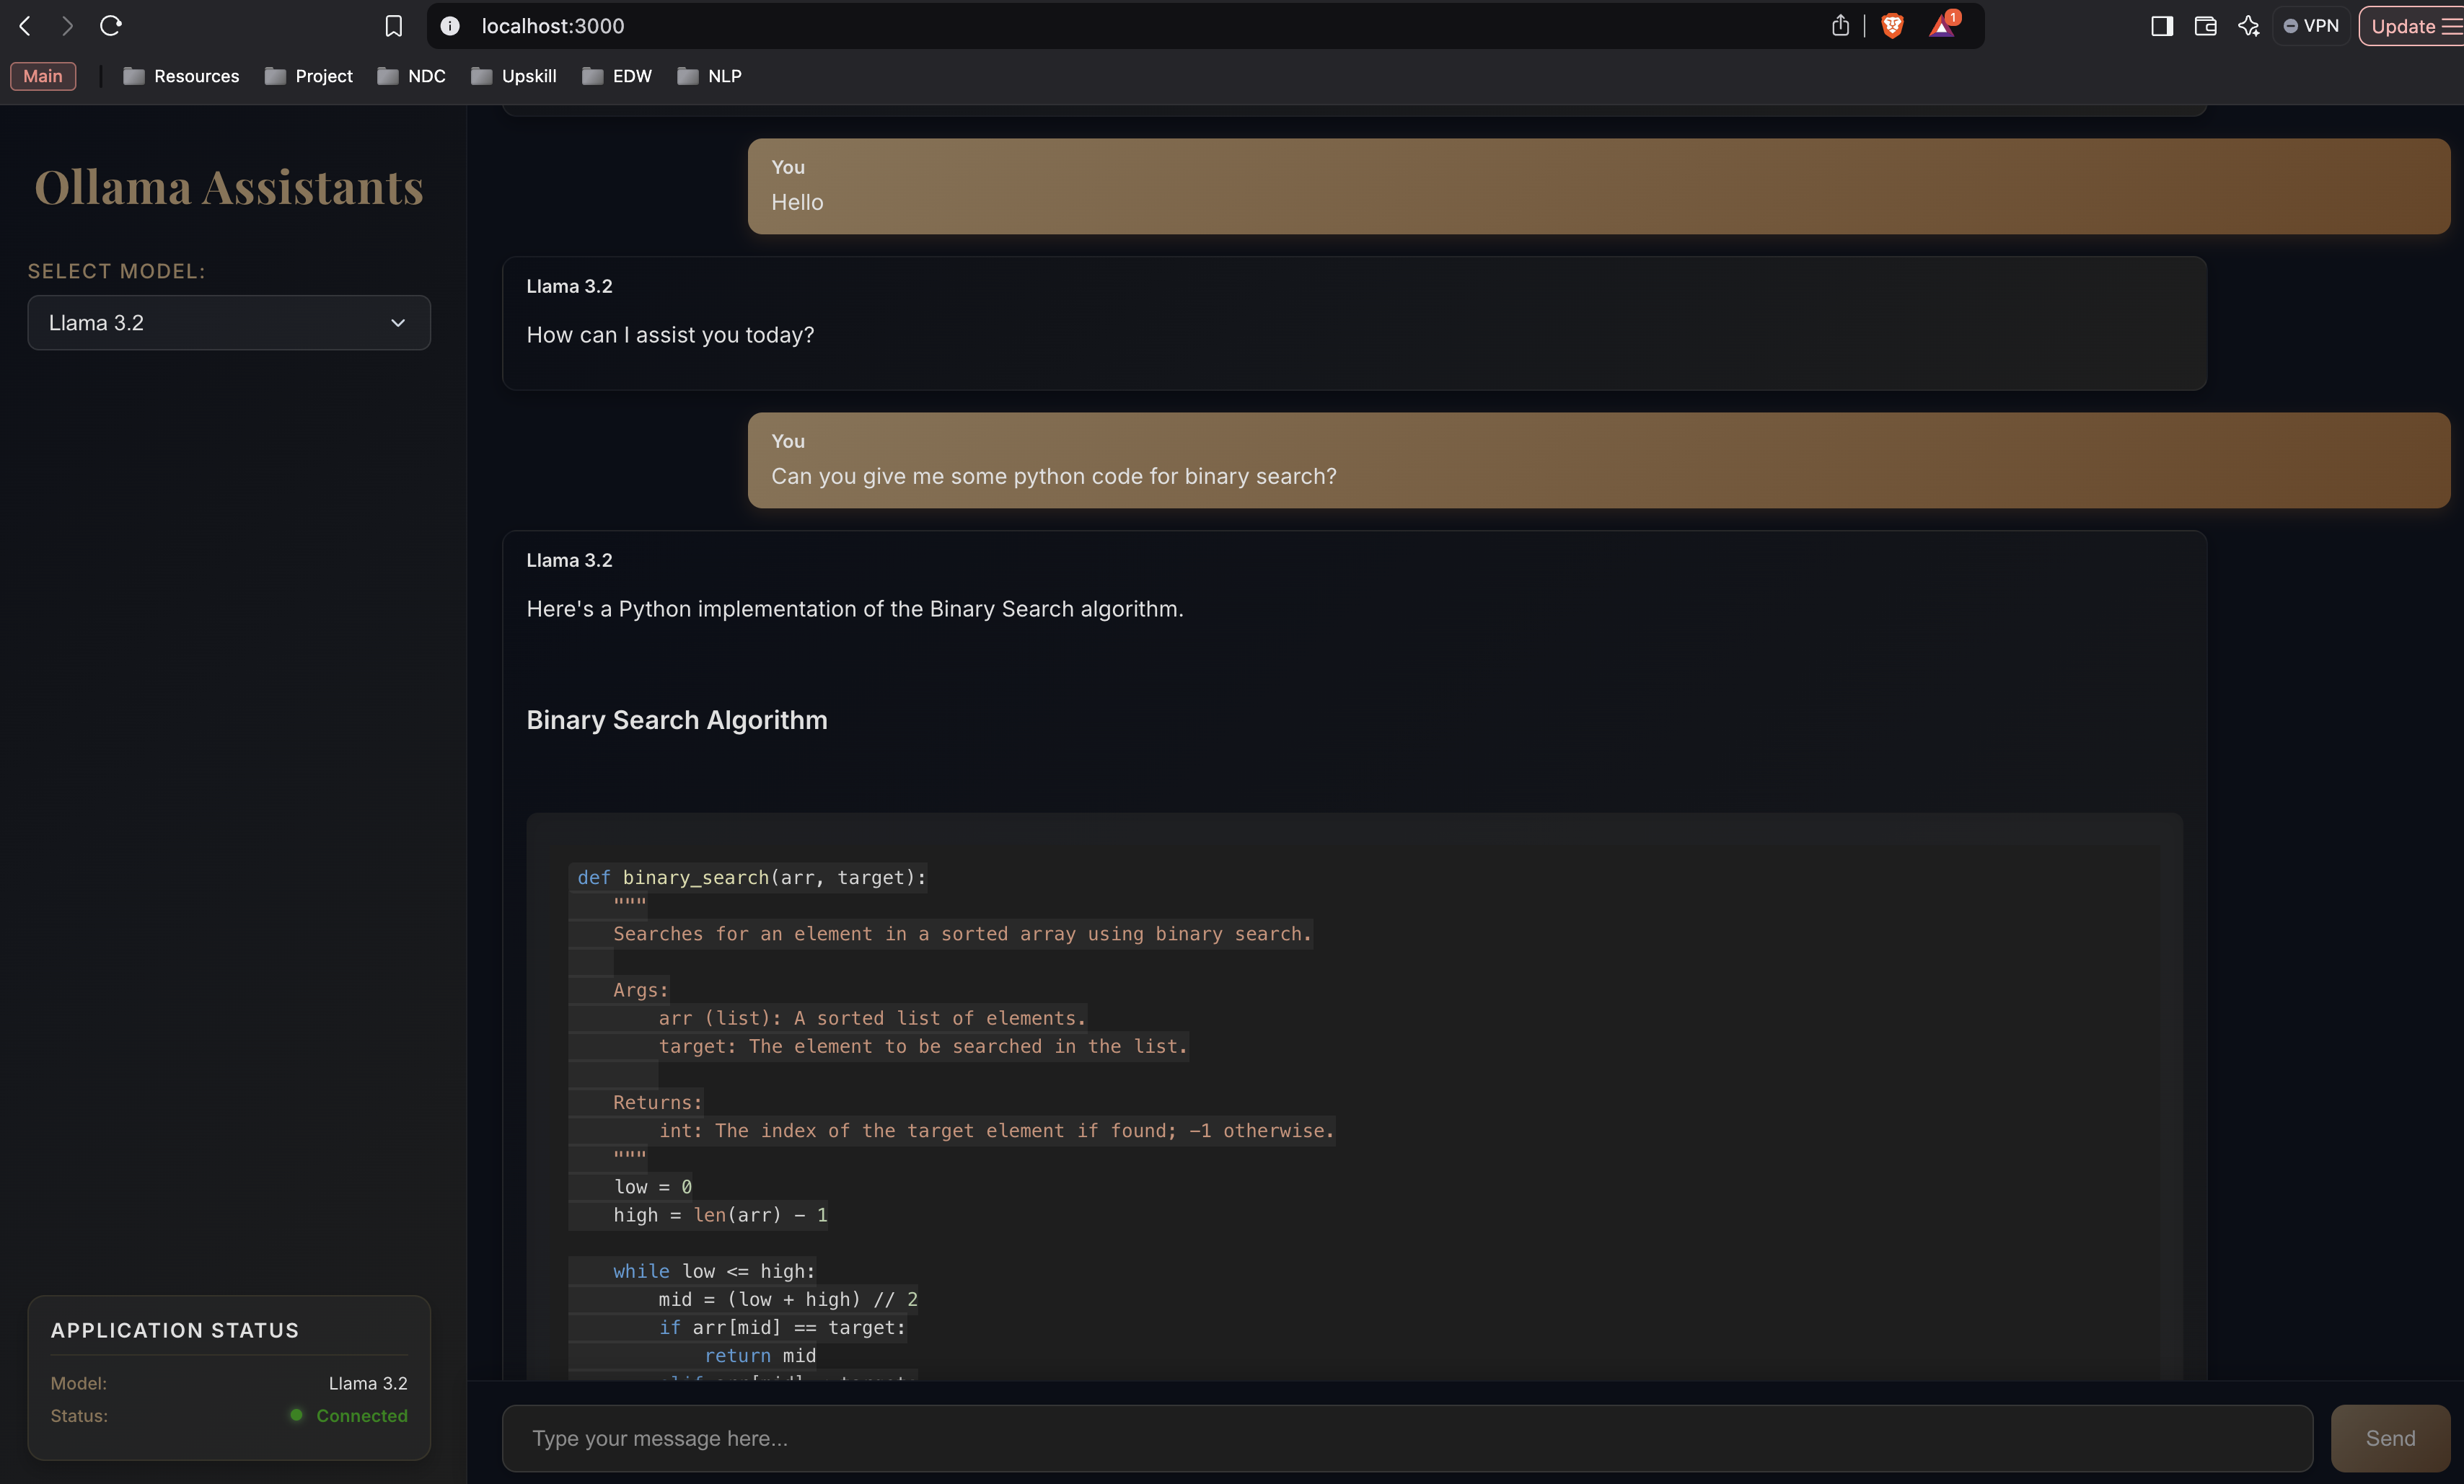 localhost:3000
1
VPN
Update
Main
Resources
Project
NDC
Upskill
EDW
NLP
Ollama Assistants
SELECT MODEL:
Llama 3.2
APPLICATION STATUS
Model: Llama 3.2
Status: Connected
You
Hello
Llama 3.2
How can I assist you today?
You
Can you give me some python code for binary search?
Llama 3.2
Here's a Python implementation of the Binary Search algorithm.
Binary Search Algorithm
def binary_search(arr, target):
    """
    Searches for an element in a sorted array using binary search.
    Args:
        arr (list): A sorted list of elements.
        target: The element to be searched in the list.
    Returns:
        int: The index of the target element if found; -1 otherwise.
    """
    low = 0
    high = len(arr) - 1
    while low <= high:
        mid = (low + high) // 2
        if arr[mid] == target:
            return mid
Type your message here...
Send